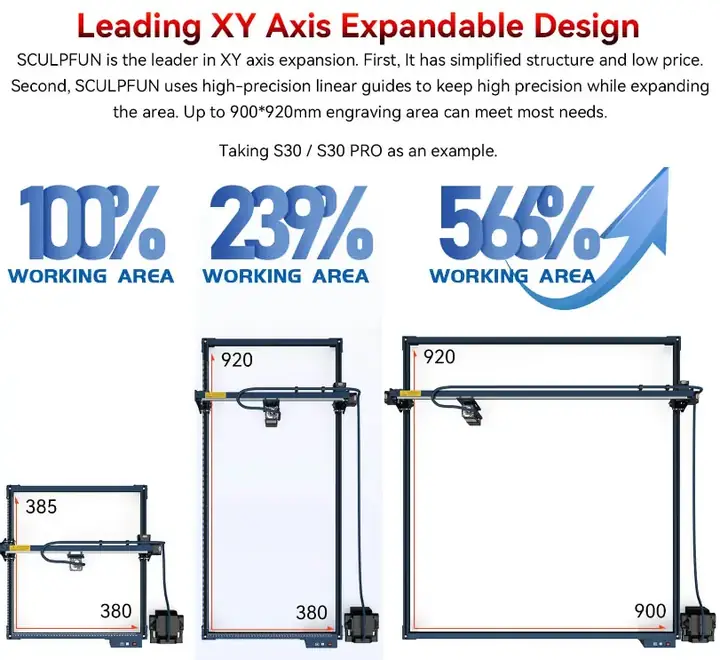 Leading XY Axis Expandable Design
SCULPFUN is the leader in XY axis expansion. First, It has simplified structure and low price.
Second, SCULPFUN uses high-precision linear guides to keep high precision while expanding
the area. Up to 900*920mm engraving area can meet most needs.
Taking S30 / S30 PRO as an example.
100%
WORKING AREA
239%
WORKING AREA
566%
WORKING AREA
385
380
920
380
920
900